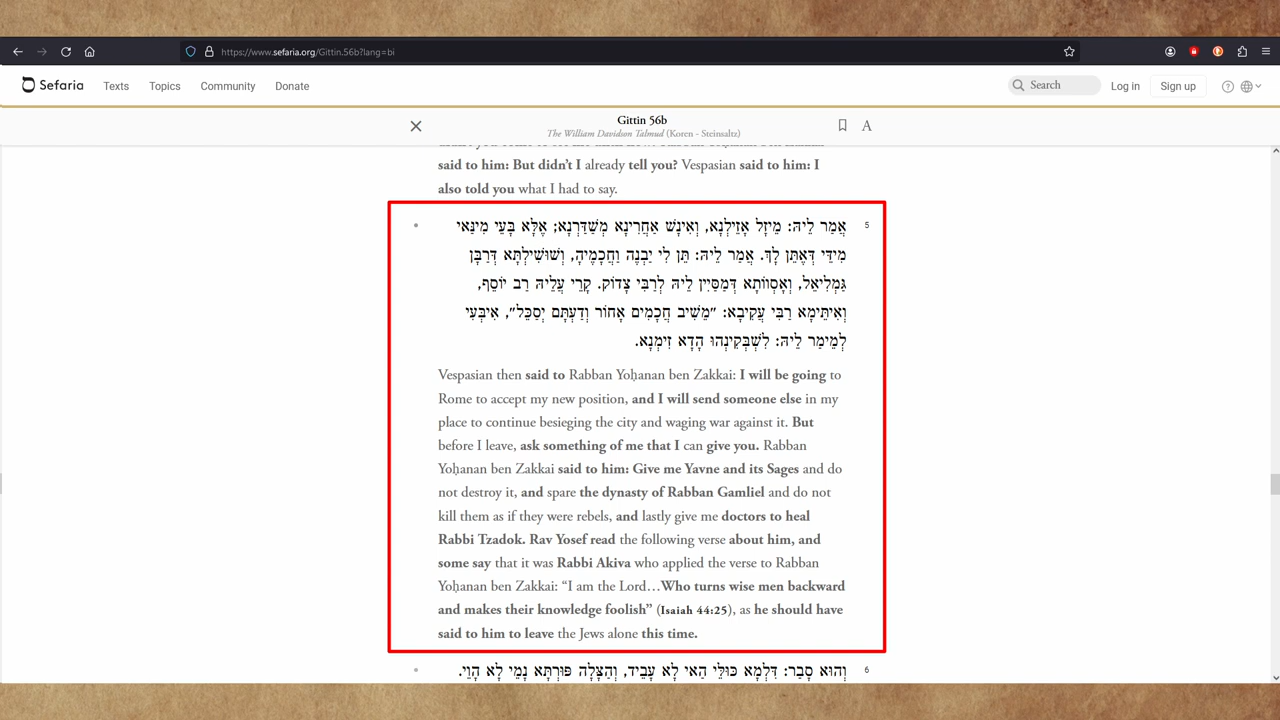 https://www.sefaria.org/Gittin.56b?lang=bi
Sefaria Texts Topics Community Donate Search Log in Sign up
Gittin 56b
The William Davidson Talmud (Koren - Steinsaltz)
A
said to him: But didn't I already tell you? Vespasian said to him: I
also told you what I had to say.
אֲמַר לֵיהּ: מֵיזָל אָזֵילְנָא, וְאִינָשׁ אַחֲרִינָא מְשַׁדַּרְנָא; אֶלָּא בָּעֵי מִינַּאי
מִידֵּי דְּאֶתֵּן לָךְ. אֲמַר לֵיהּ: תֵּן לִי יַבְנֶה וַחֲכָמֶיהָ, וְשׁוּשִׁילְתָּא דְּרַבָּן
גַּמְלִיאֵל, וְאָסְווֹתָא דְּמַסַּיִין לֵיהּ לְרַבִּי צָדוֹק. קָרֵי עֲלֵיהּ רַב יוֹסֵף,
וְאִיתֵּימָא רַבִּי עֲקִיבָא: ״מֵשִׁיב חֲכָמִים אָחוֹר וְדַעְתָּם יְסַכֵּל״, אִיבְּעִי
לְמֵימַר לֵיהּ: לִשְׁבְּקִינְהוּ הָדָא זִימְנָא.
5
Vespasian then said to Rabban Yoḥanan ben Zakkai: I will be going to
Rome to accept my new position, and I will send someone else in my
place to continue besieging the city and waging war against it. But
before I leave, ask something of me that I can give you. Rabban
Yoḥanan ben Zakkai said to him: Give me Yavne and its Sages and do
not destroy it, and spare the dynasty of Rabban Gamliel and do not
kill them as if they were rebels, and lastly give me doctors to heal
Rabbi Tzadok. Rav Yosef read the following verse about him, and
some say that it was Rabbi Akiva who applied the verse to Rabban
Yoḥanan ben Zakkai: “I am the Lord…Who turns wise men backward
and makes their knowledge foolish” (Isaiah 44:25), as he should have
said to him to leave the Jews alone this time.
וְהוּא סָבַר: דִּלְמָא כּוּלֵּי הַאי לָא עָבֵיד, וְהַצָּלָה פּוּרְתָּא נָמֵי לָא הָוֵי.
6